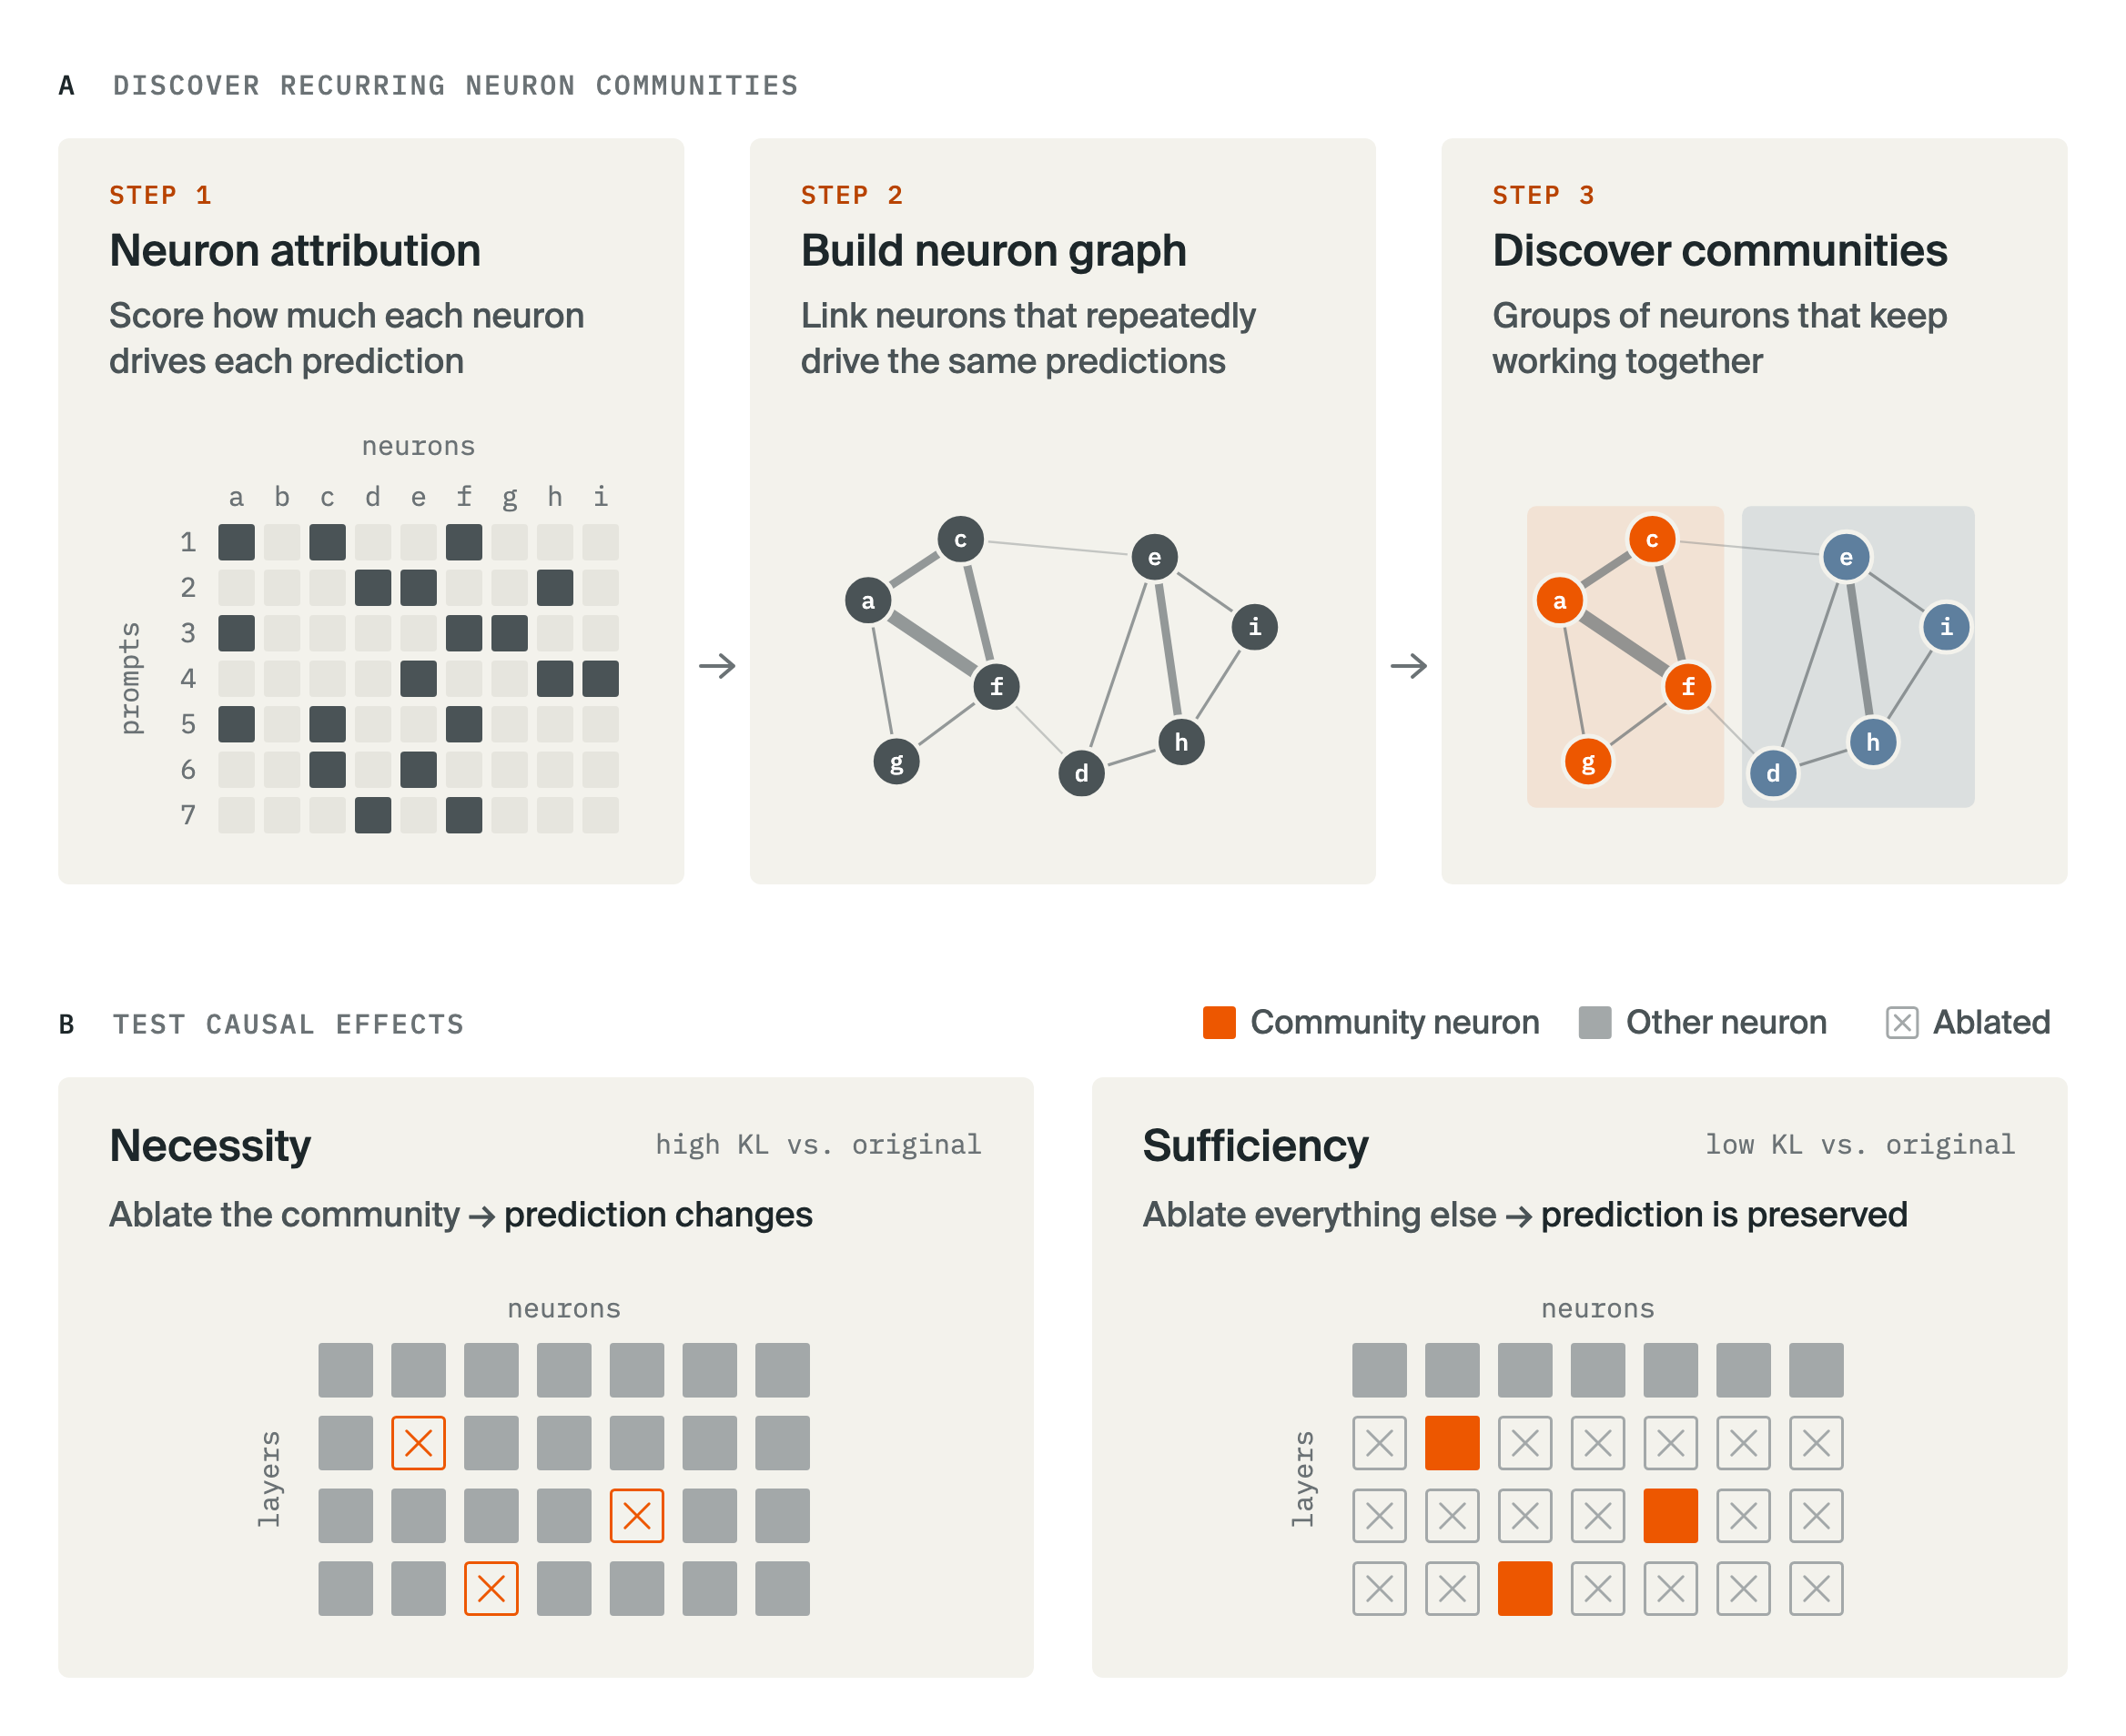 A DISCOVER RECURRING NEURON COMMUNITIES
STEP 1
Neuron attribution
Score how much each neuron
drives each prediction
neurons
a b c d e f g h i
prompts
1
2
3
4
5
6
7
→
STEP 2
Build neuron graph
Link neurons that repeatedly
drive the same predictions
c
e
a
i
f
h
g
d
→
STEP 3
Discover communities
Groups of neurons that keep
working together
c
e
a
i
f
h
g
d
B TEST CAUSAL EFFECTS
Community neuron
Other neuron
Ablated
Necessity
high KL vs. original
Ablate the community → prediction changes
neurons
layers
Sufficiency
low KL vs. original
Ablate everything else → prediction is preserved
neurons
layers